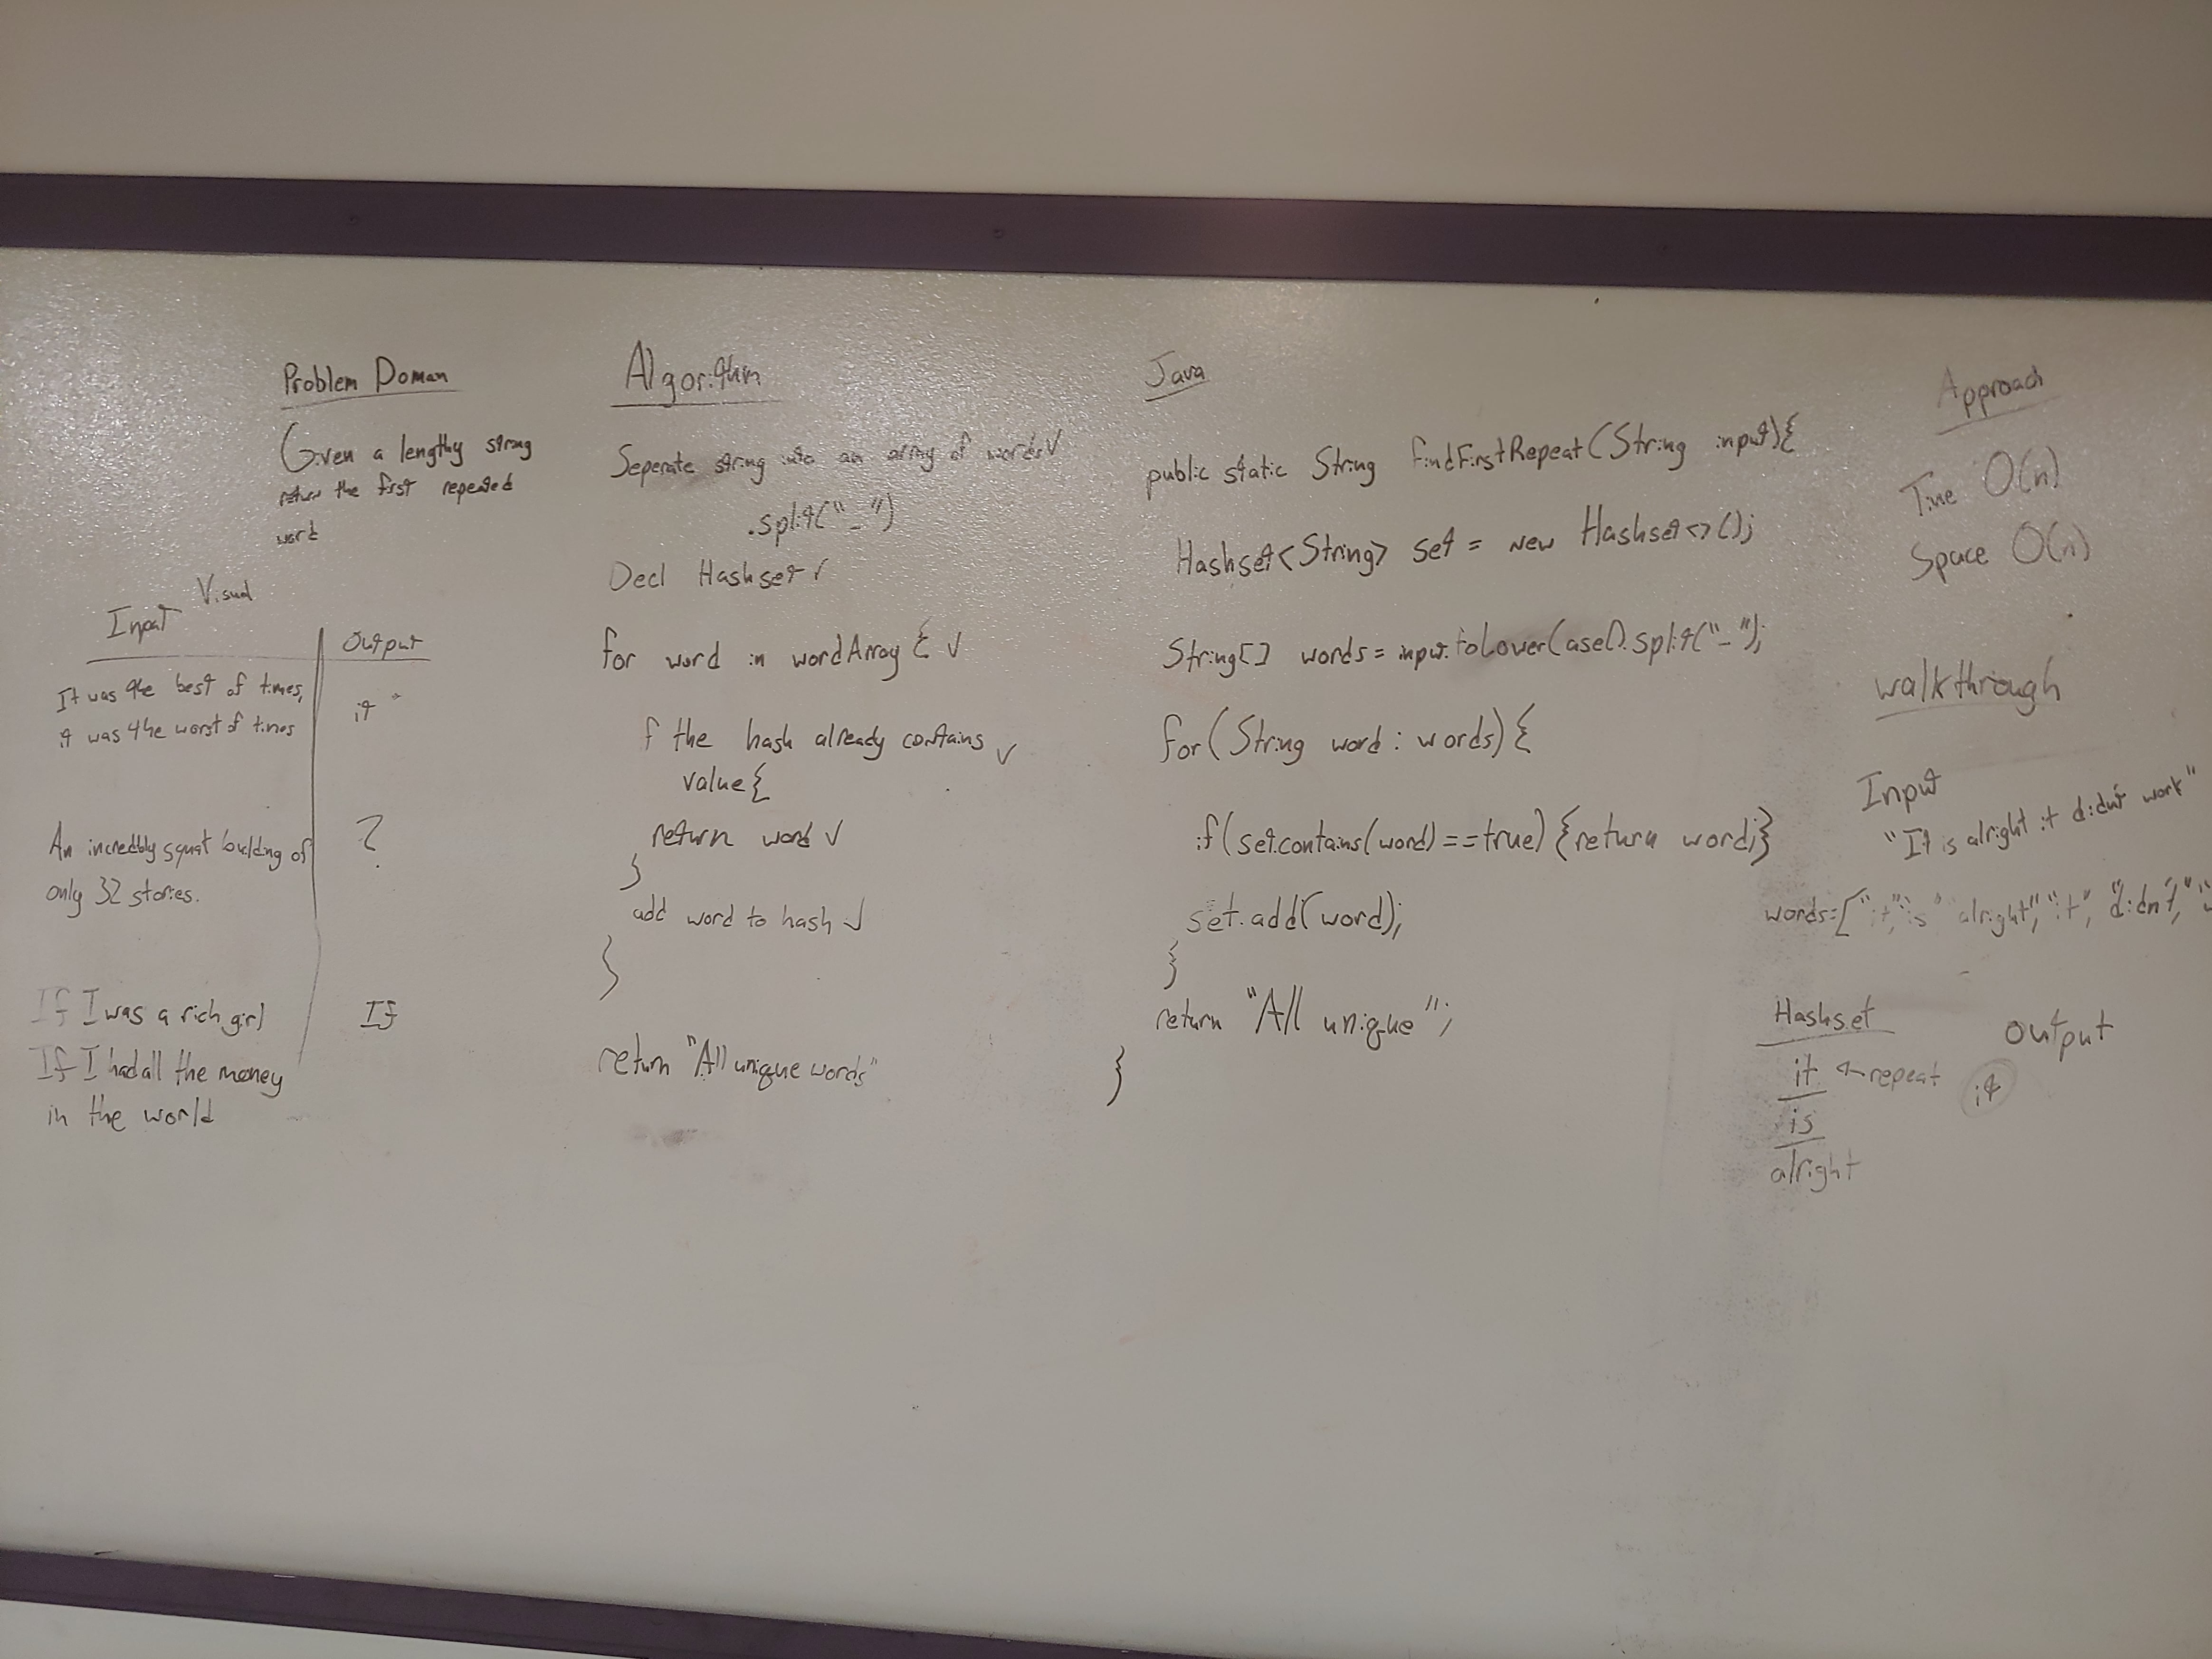 Problem Doman
Given a lengthy string
return the first repeated
word
Visual
Input
Output
It was the best of times,
it was the worst of times
it
An incredbly squat building of
only 32 stories.
?
If I was a rich girl
If I had all the money
in the world
If
Algorithm
Seperate string into an array of words ✓
.split("_")
Decl Hashset ✓
for word in wordArray { ✓
f the hash already contains ✓
value {
return word ✓
}
add word to hash ✓
}
return "All unique words"
Java
public static String findFirstRepeat(String input){
Hashset<String> set = new Hashset<>();
String[] words = input.toLowerCase().split("_");
for(String word : words) {
if(set.contains(word)==true) {return word;}
set.add(word);
}
return "All unique";
}
Approach
Time O(n)
Space O(n)
walkthrough
Input
"It is alright it didn't work"
words=["it","is" alright","it", "didn't,"
Hashset
it ← repeat
is
alright
output
it